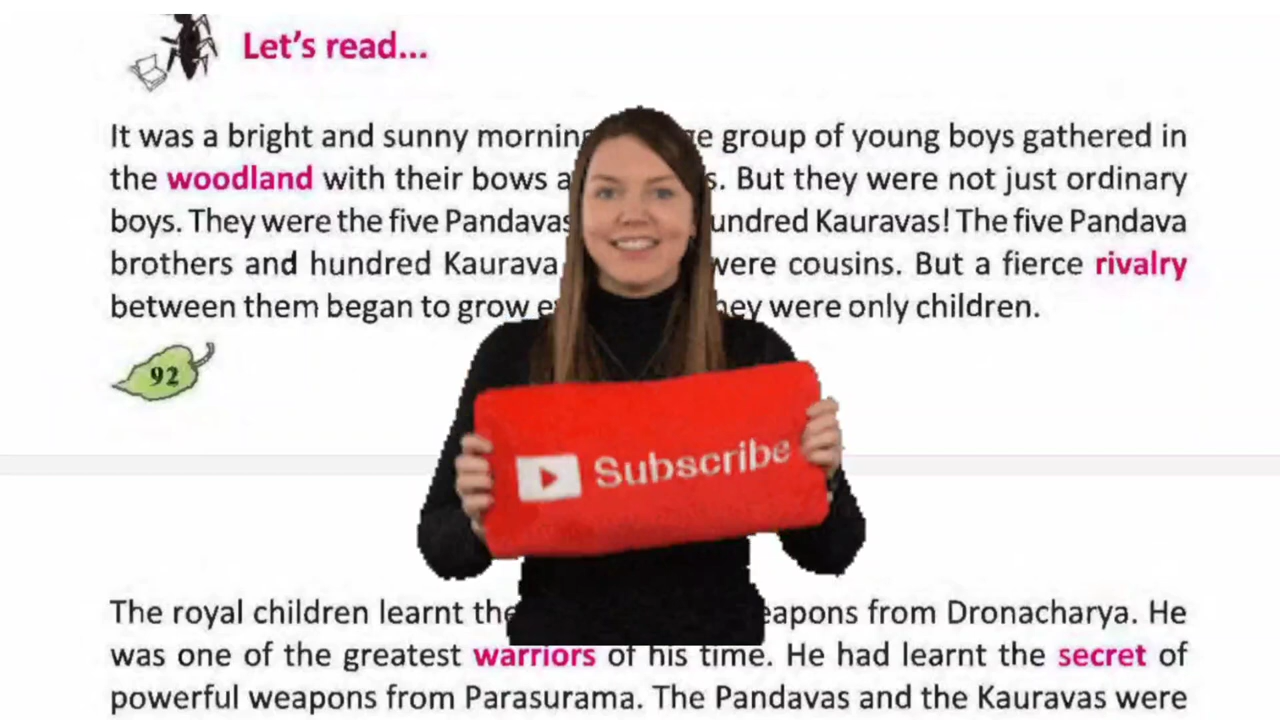 Let's read...
It was a bright and sunny morning group of young boys gathered in
the woodland with their bows But they were not just ordinary
boys. They were the five Pandavas Kauravas! The five Pandava
brothers and hundred Kaurava were cousins. But a fierce rivalry
between them began to grow they were only children.
92
Subscribe
The royal children learnt the from Dronacharya. He
was one of the greatest warriors of his time. He had learnt the secret of
powerful weapons from Parasurama. The Pandavas and the Kauravas were